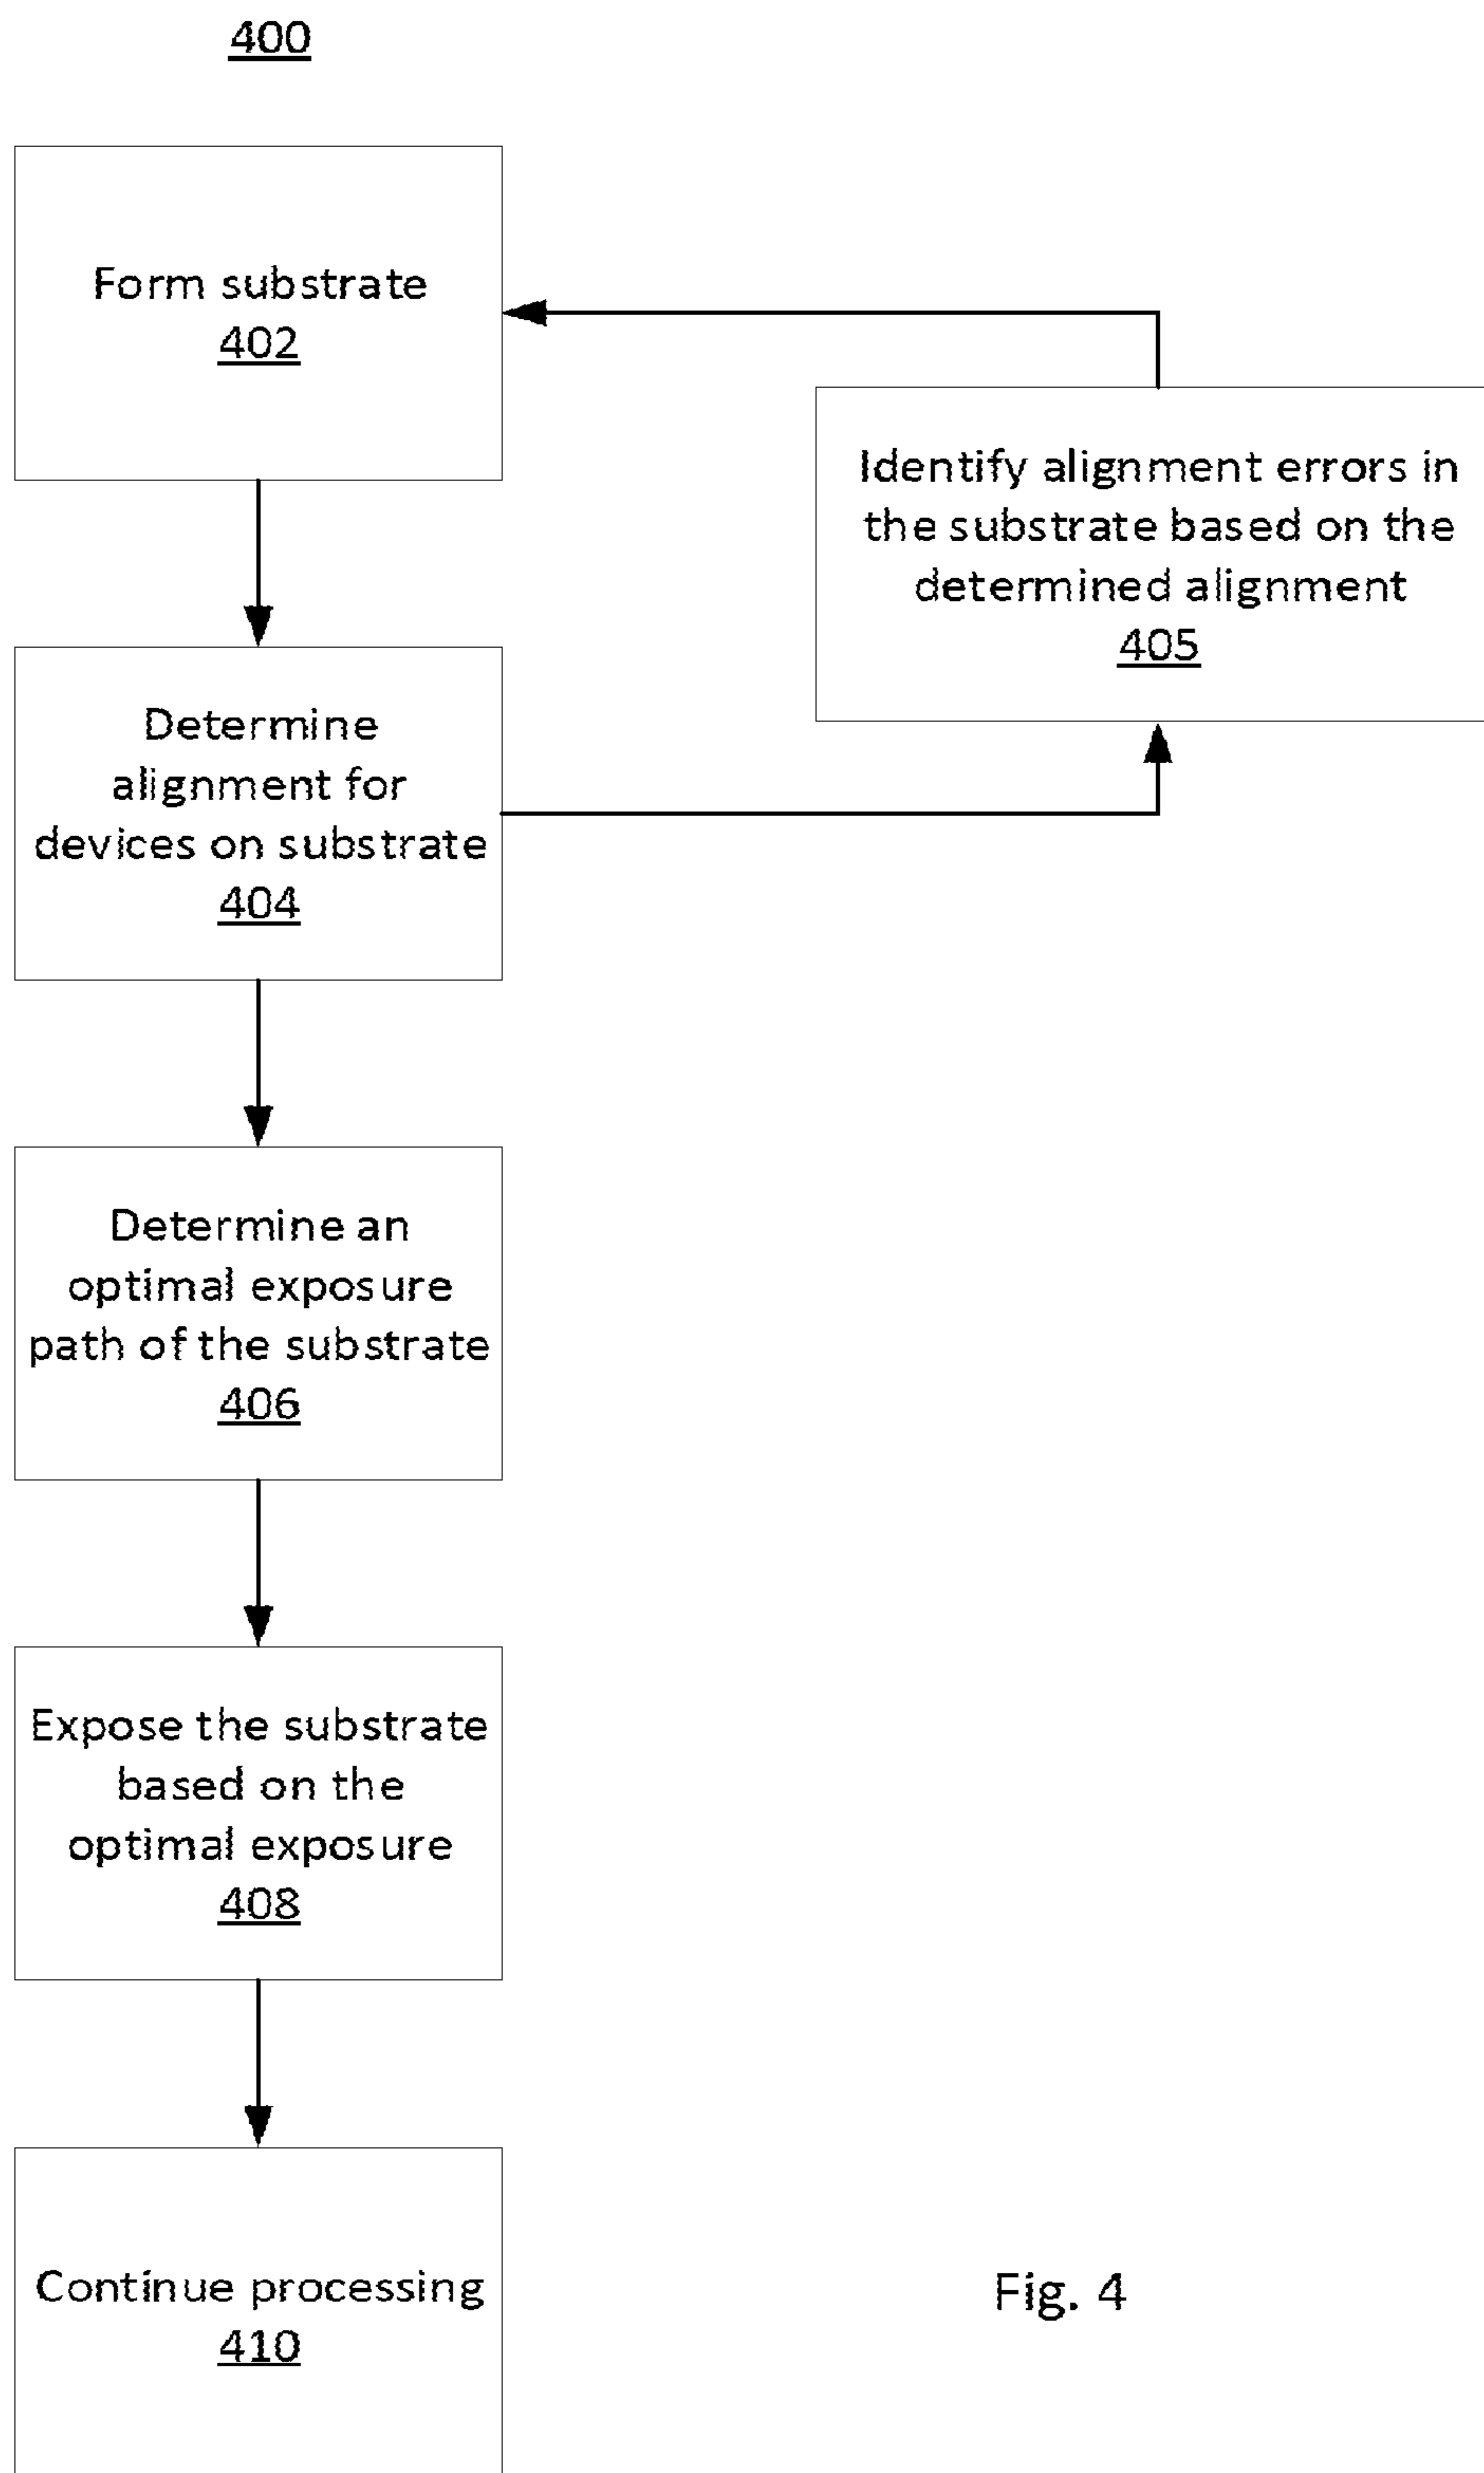 400
Form substrate
402
Identify alignment errors in
the substrate based on the
determined alignment
405
Determine
alignment for
devices on substrate
404
Determine an
optimal exposure
path of the substrate
406
Expose the substrate
based on the
optimal exposure
408
Continue processing
410
Fig. 4